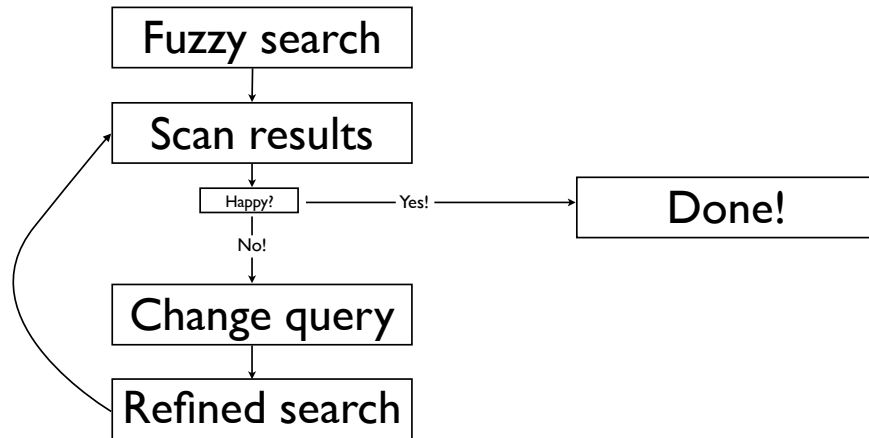 Fuzzy search
Scan results
Happy?
Yes!
Done!
No!
Change query
Refined search